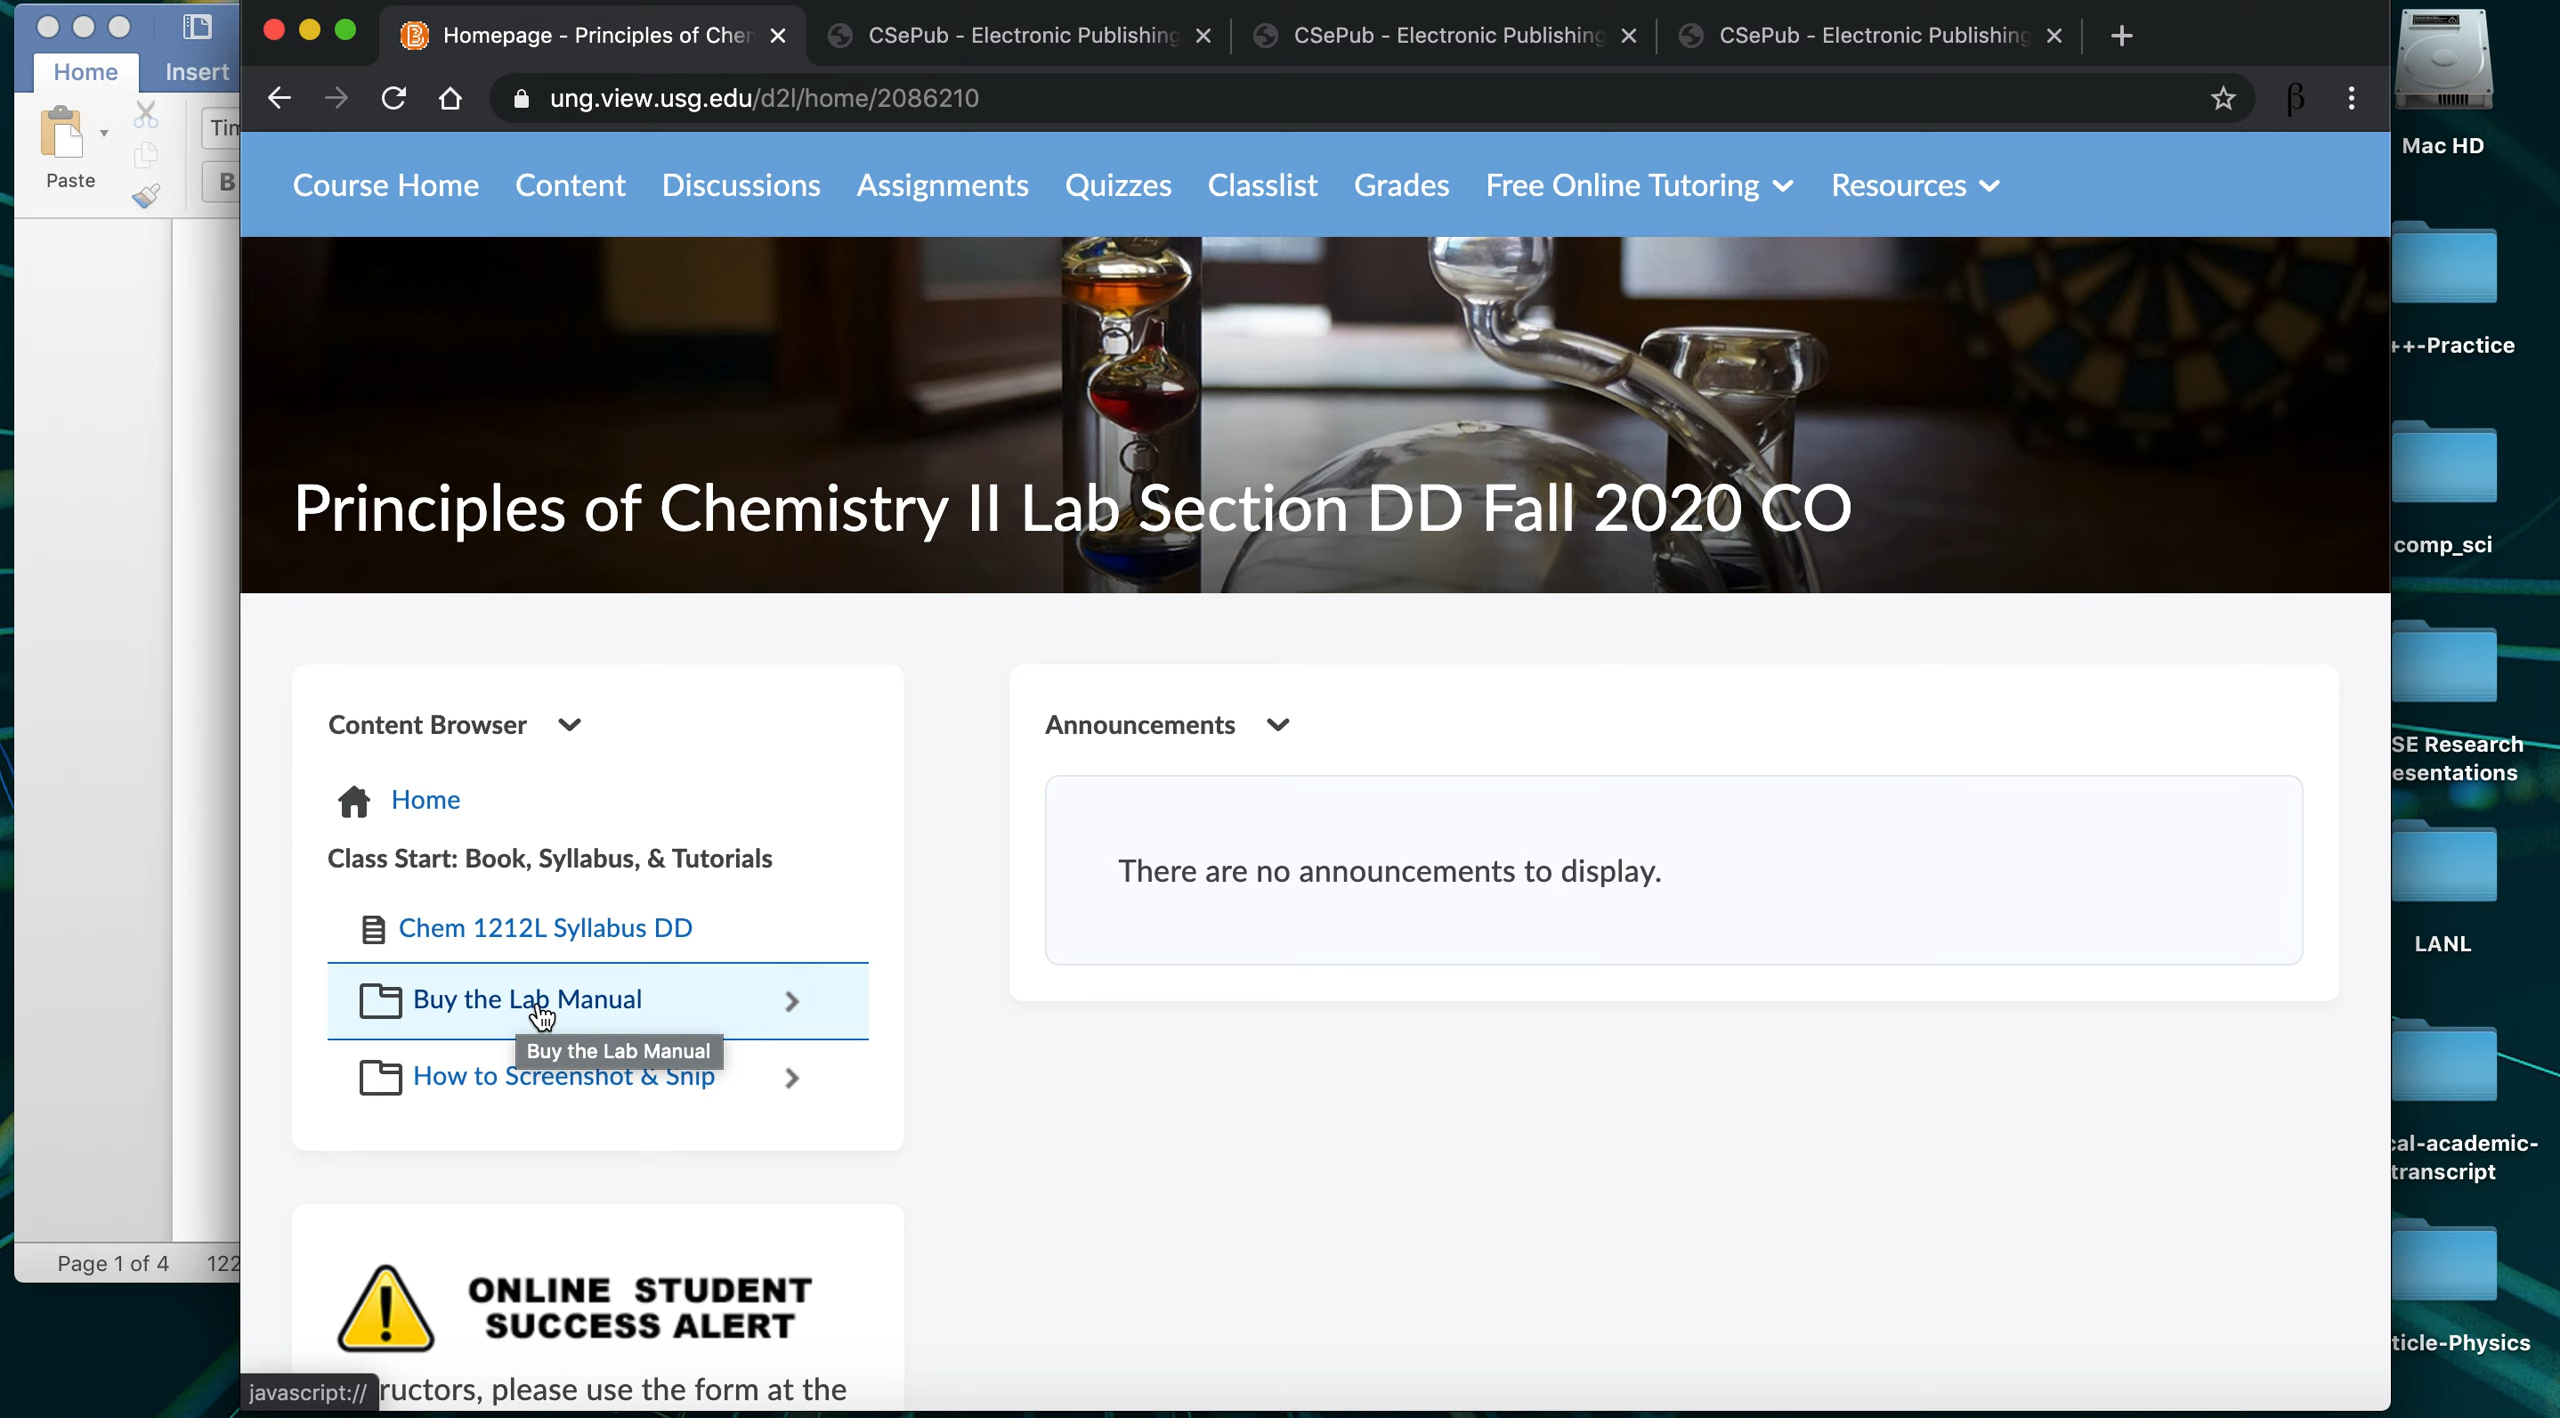 Homepage - Principles of Chem
CSePub - Electronic Publishing
CSePub - Electronic Publishing
CSePub - Electronic Publishing
Home
Insert
ung.view.usg.edu/d2l/home/2086210
β
Mac HD
Tim
Paste
B
Course Home
Content
Discussions
Assignments
Quizzes
Classlist
Grades
Free Online Tutoring
Resources
++-Practice
Principles of Chemistry II Lab Section DD Fall 2020 CO
comp_sci
Content Browser
Announcements
SE Research
esentations
Home
Class Start: Book, Syllabus, & Tutorials
There are no announcements to display.
Chem 1212L Syllabus DD
LANL
Buy the Lab Manual
Buy the Lab Manual
How to Screenshot & Snip
cal-academic-
transcript
Page 1 of 4
122
ONLINE STUDENT
SUCCESS ALERT
ticle-Physics
javascript://
ructors, please use the form at the